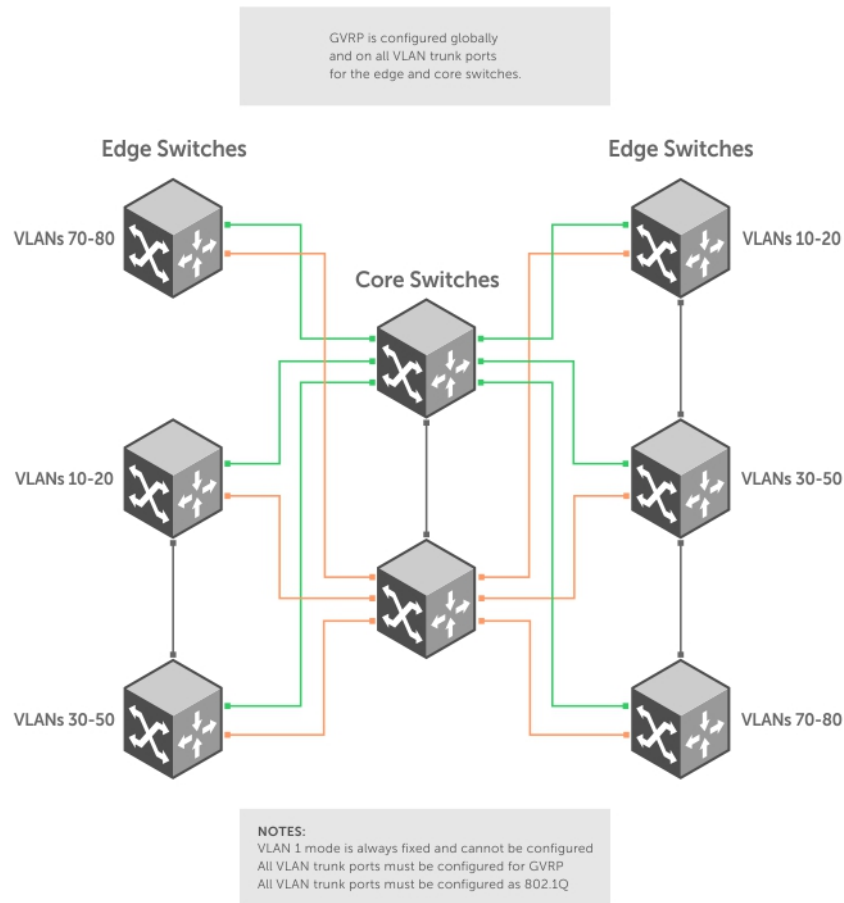 GVRP is configured globally
and on all VLAN trunk ports
for the edge and core switches.
Edge Switches
Edge Switches
VLANs 70-80
VLANs 10-20
Core Switches
VLANs 10-20
VLANs 30-50
VLANs 30-50
VLANs 70-80
NOTES:
VLAN 1 mode is always fixed and cannot be configured
All VLAN trunk ports must be configured for GVRP
All VLAN trunk ports must be configured as 802.1Q